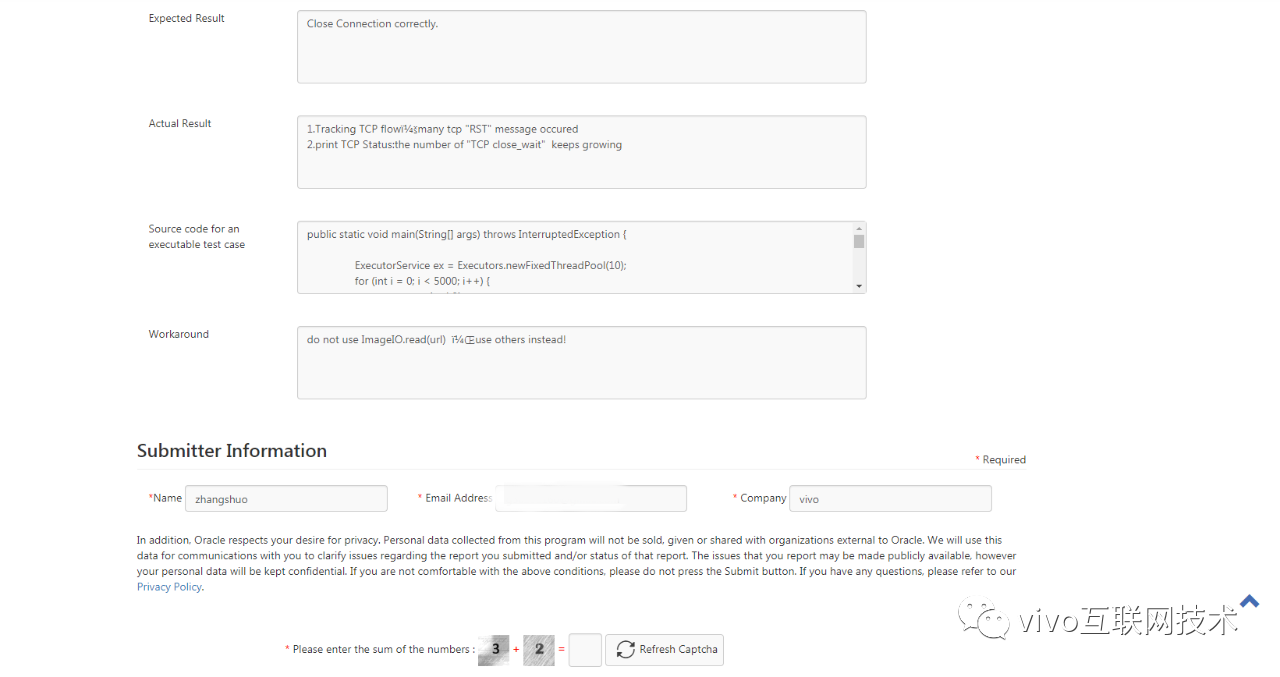 Expected Result
Close Connection correctly.
Actual Result
1.Tracking TCP flowï¼šmany tcp "RST" message occured
2.print TCP Status:the number of "TCP close_wait"  keeps growing
Source code for an
executable test case
public static void main(String[] args) throws InterruptedException {
ExecutorService ex = Executors.newFixedThreadPool(10);
for (int i = 0; i < 5000; i++) {
Workaround
do not use ImageIO.read(url)  ï¼Œuse others instead!
Submitter Information
* Required
*Name zhangshuo * Email Address * Company vivo
In addition, Oracle respects your desire for privacy. Personal data collected from this program will not be sold, given or shared with organizations external to Oracle. We will use this
data for communications with you to clarify issues regarding the report you submitted and/or status of that report. The issues that you report may be made publicly available, however
your personal data will be kept confidential. If you are not comfortable with the above conditions, please do not press the Submit button. If you have any questions, please refer to our
Privacy Policy.
vivo互联网技术
* Please enter the sum of the numbers : 3 + 2 = Refresh Captcha